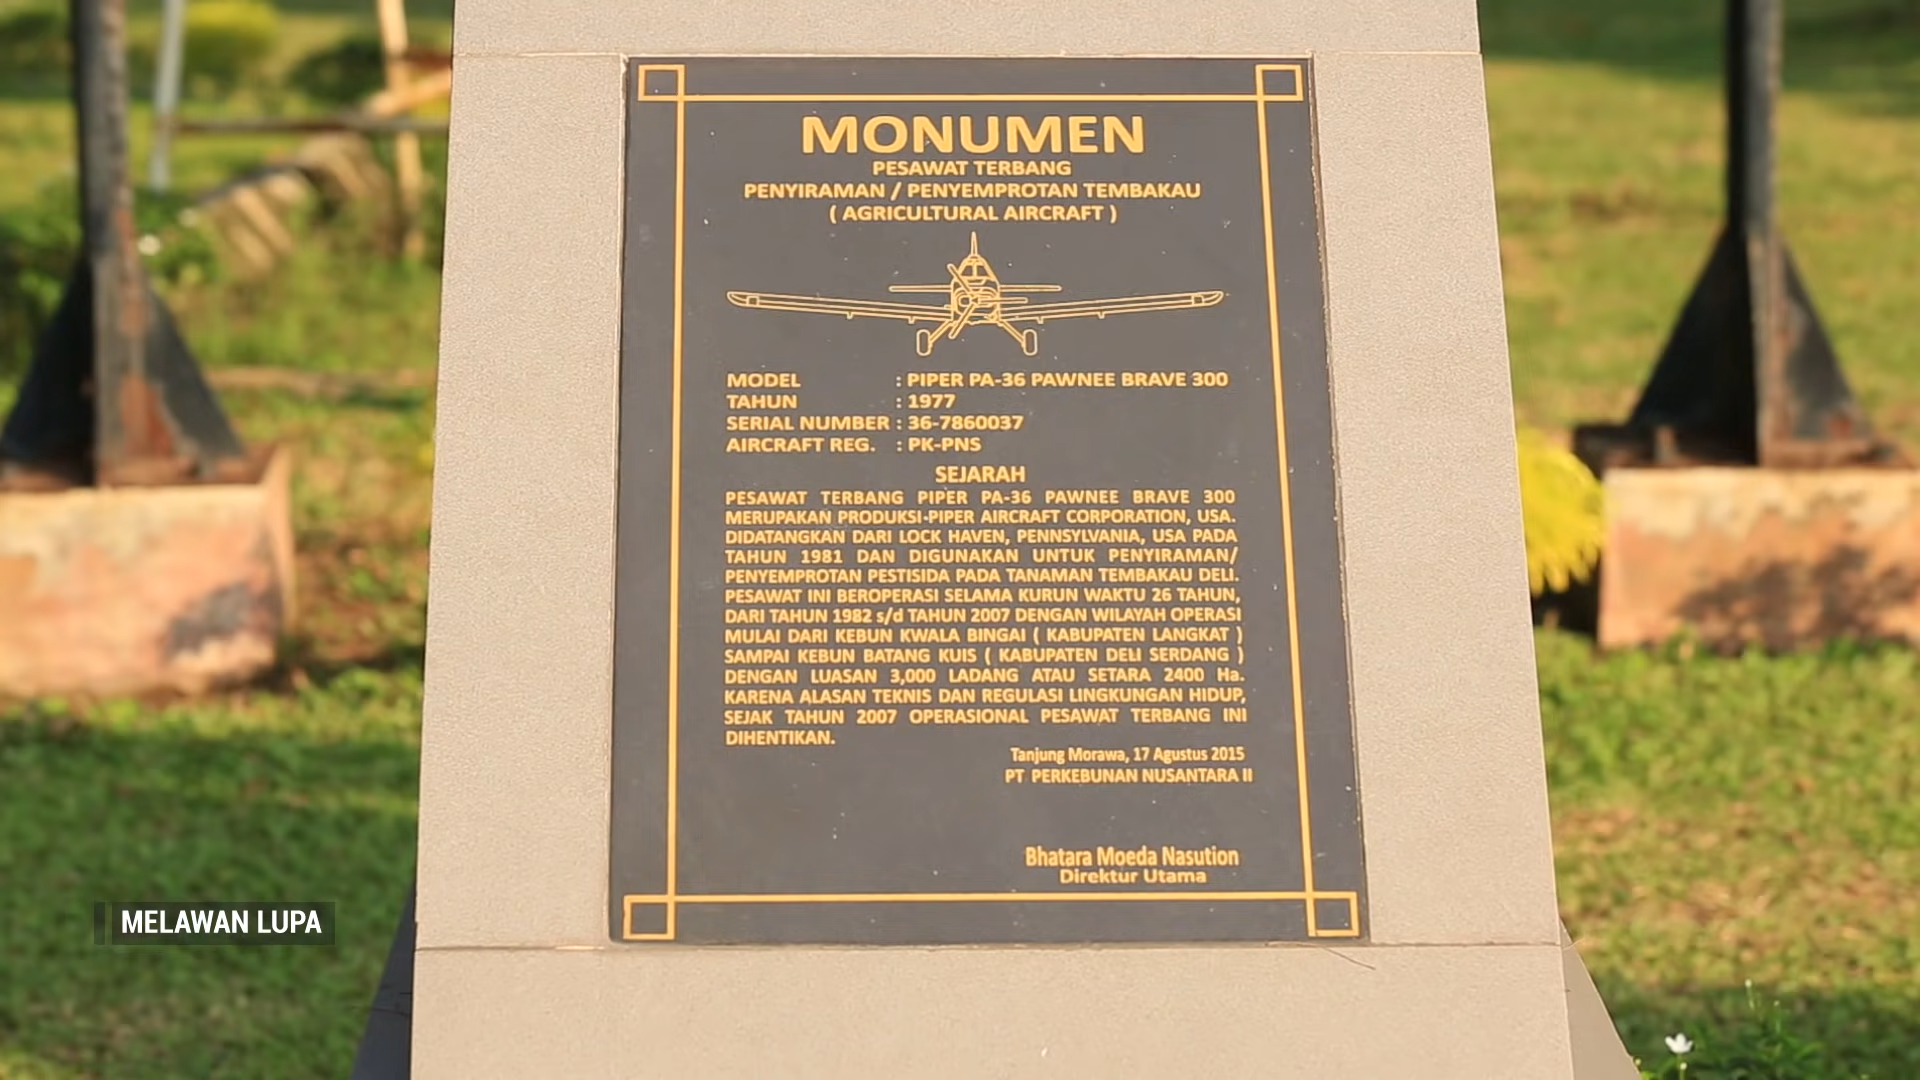 MONUMEN
PESAWAT TERBANG
PENYIRAMAN / PENYEMPROTAN TEMBAKAU
( AGRICULTURAL AIRCRAFT )
MODEL : PIPER PA-36 PAWNEE BRAVE 300
TAHUN : 1977
SERIAL NUMBER : 36-7860037
AIRCRAFT REG. : PK-PNS
SEJARAH
PESAWAT TERBANG PIPER PA-36 PAWNEE BRAVE 300
MERUPAKAN PRODUKSI-PIPER AIRCRAFT CORPORATION, USA.
DIDATANGKAN DARI LOCK HAVEN, PENNSYLVANIA, USA PADA
TAHUN 1981 DAN DIGUNAKAN UNTUK PENYIRAMAN/
PENYEMPROTAN PESTISIDA PADA TANAMAN TEMBAKAU DELI.
PESAWAT INI BEROPERASI SELAMA KURUN WAKTU 26 TAHUN,
DARI TAHUN 1982 s/d TAHUN 2007 DENGAN WILAYAH OPERASI
MULAI DARI KEBUN KWALA BINGAI ( KABUPATEN LANGKAT )
SAMPAI KEBUN BATANG KUIS ( KABUPATEN DELI SERDANG )
DENGAN LUASAN 3,000 LADANG ATAU SETARA 2400 Ha.
KARENA ALASAN TEKNIS DAN REGULASI LINGKUNGAN HIDUP,
SEJAK TAHUN 2007 OPERASIONAL PESAWAT TERBANG INI
DIHENTIKAN.
Tanjung Morawa, 17 Agustus 2015
PT PERKEBUNAN NUSANTARA II
Bhatara Moeda Nasution
Direktur Utama
MELAWAN LUPA